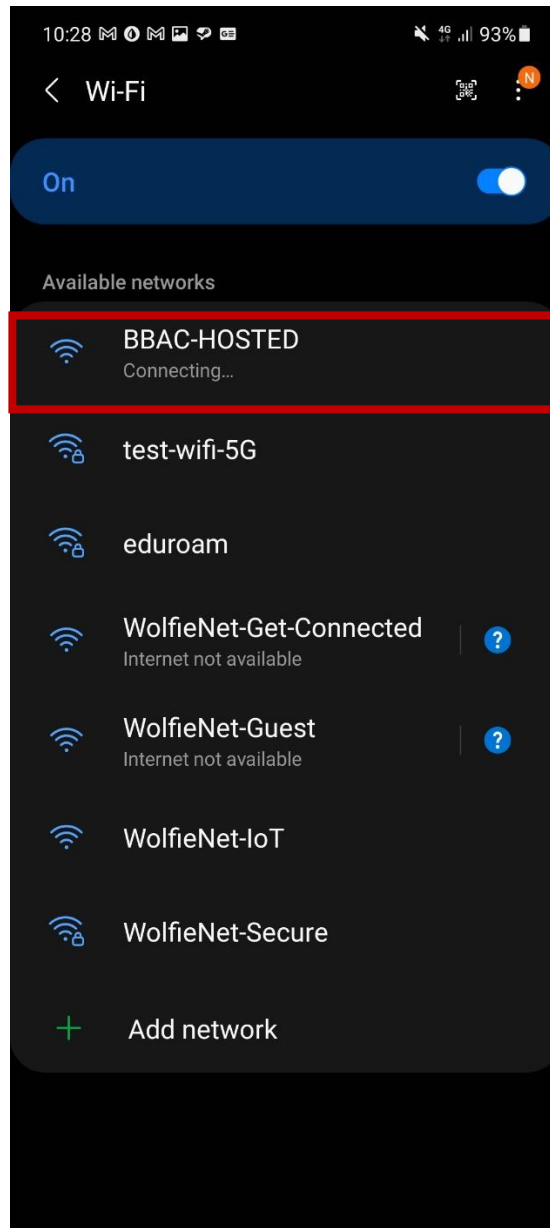 10:28 4G 93%
Wi-Fi N
On
Available networks
BBAC-HOSTED
Connecting...
test-wifi-5G
eduroam
WolfieNet-Get-Connected ?
Internet not available
WolfieNet-Guest ?
Internet not available
WolfieNet-IoT
WolfieNet-Secure
+ Add network